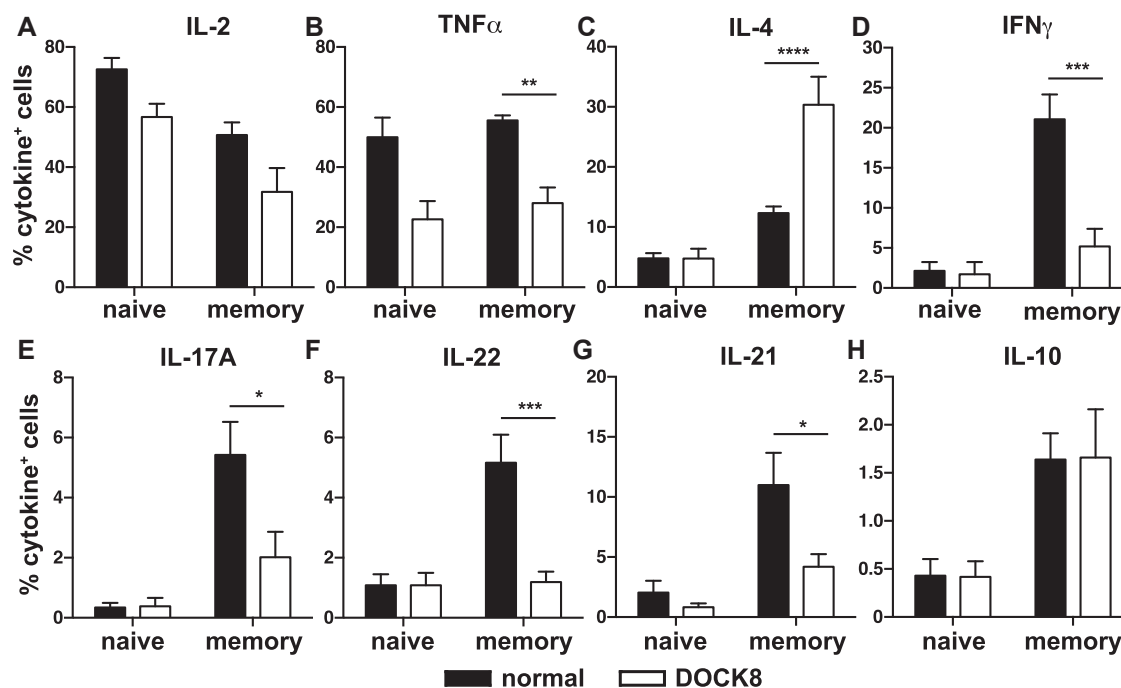 A IL-2
% cytokine⁺ cells
80
60
40
20
0
naive memory
B TNFα
**
80
60
40
20
0
naive memory
C IL-4
****
40
30
20
10
0
naive memory
D IFNγ
***
30
25
20
15
10
5
0
naive memory
E IL-17A
% cytokine⁺ cells
*
8
6
4
2
0
naive memory
F IL-22
***
8
6
4
2
0
naive memory
G IL-21
*
20
15
10
5
0
naive memory
H IL-10
2.5
2.0
1.5
1.0
0.5
0
naive memory
normal DOCK8